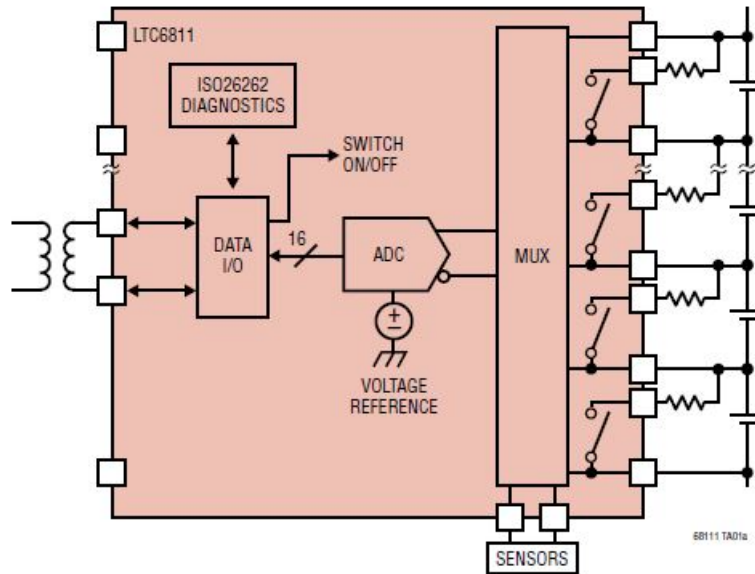 LTC6811
ISO26262
DIAGNOSTICS
SWITCH
ON/OFF
DATA
I/O
16
ADC
MUX
+
–
VOLTAGE
REFERENCE
SENSORS
68111 TA01a